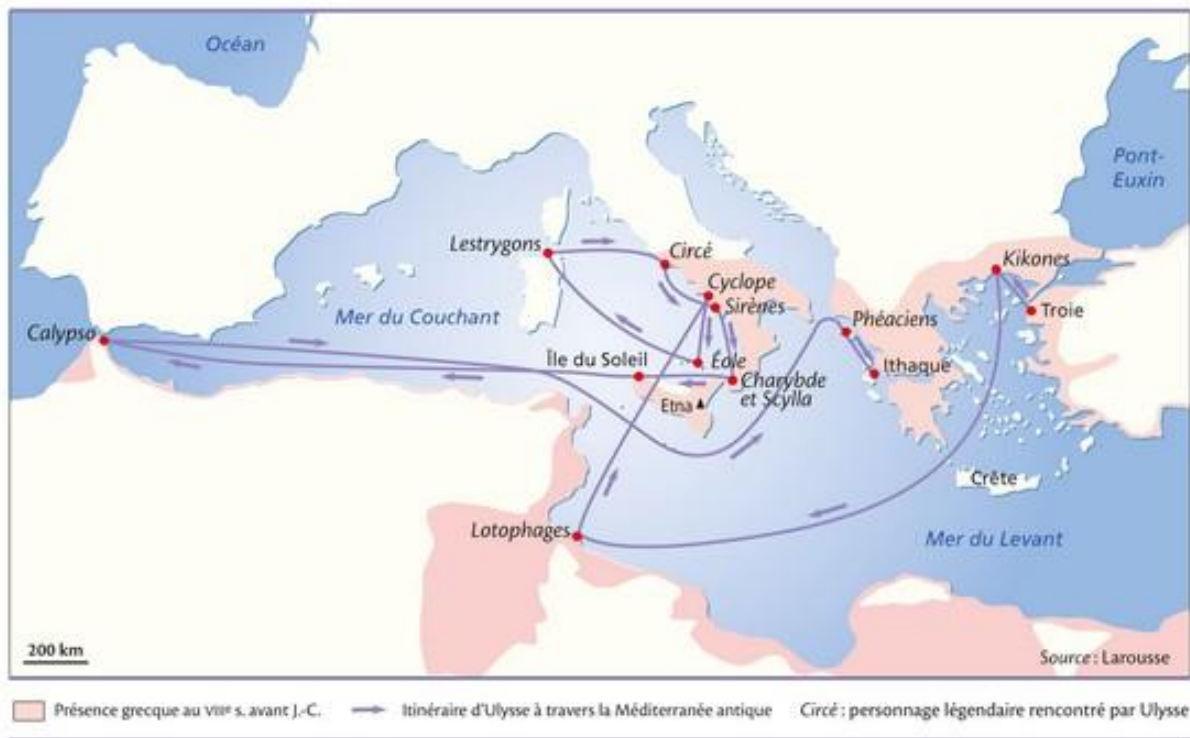 Océan
Pont-
Euxin
Lestrygons
Circé
Kikones
Cyclope
Sirènes
Troie
Mer du Couchant
Phéaciens
Calypso
Île du Soleil
Éole
Ithaque
Charybde
et Scylla
Etna
Crête
Lotophages
Mer du Levant
200 km
Source : Larousse
Présence grecque au VIIIe s. avant J.-C.
Itinéraire d'Ulysse à travers la Méditerranée antique
Circé : personnage légendaire rencontré par Ulysse